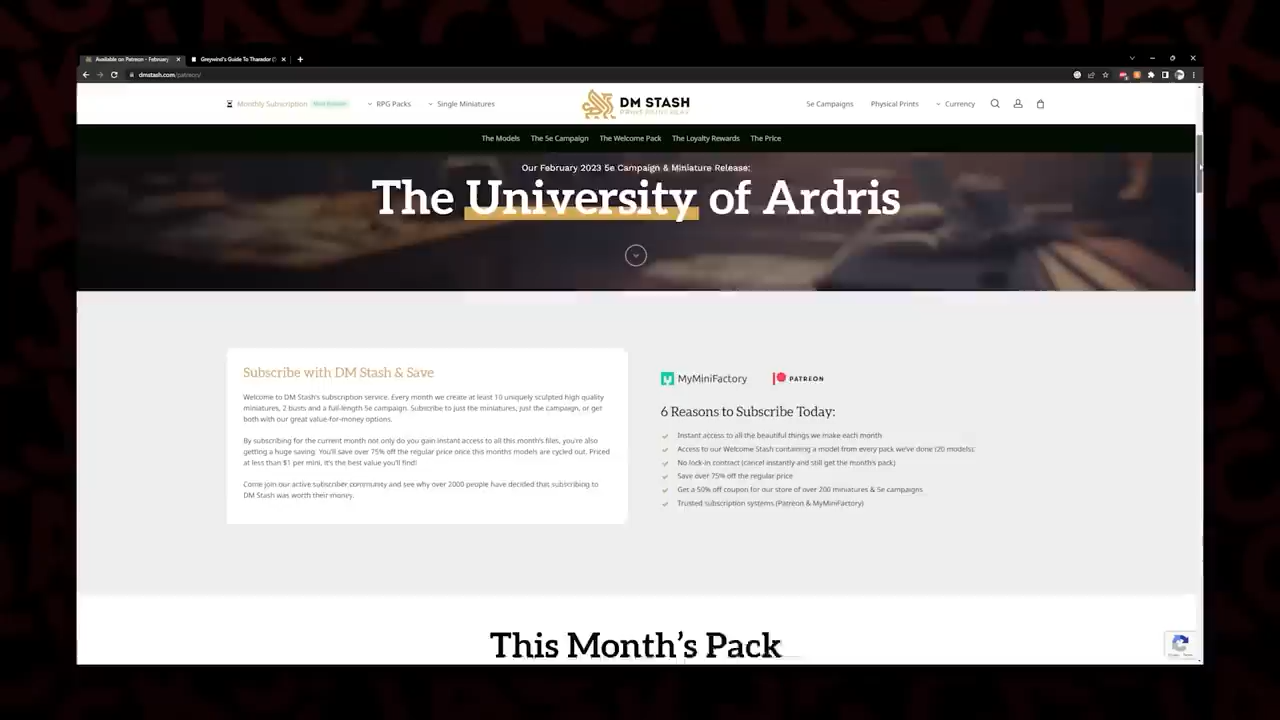 Available on Patreon - February
Greywind's Guide To Tharador (
dmstash.com/patreon/
Monthly Subscription
RPG Packs
Single Miniatures
DM STASH
5e Campaigns
Physical Prints
Currency
The Models
The 5e Campaign
The Welcome Pack
The Loyalty Rewards
The Price
Our February 2023 5e Campaign & Miniature Release:
The University of Ardris
Subscribe with DM Stash & Save
Welcome to DM Stash's subscription service. Every month we create at least 10 uniquely sculpted high quality
miniatures, 2 busts and a full-length 5e campaign. Subscribe to just the miniatures, just the campaign, or get
both with our great value-for-money options.
By subscribing for the current month not only do you gain instant access to all this month's files, you're also
getting a huge saving. You'll save over 75% off the regular price once this months models are cycled out. Priced
at less than $1 per mini, it's the best value you'll find!
Come join our active subscriber community and see why over 2000 people have decided that subscribing to
DM Stash was worth their money.
MyMiniFactory
PATREON
6 Reasons to Subscribe Today:
Instant access to all the beautiful things we make each month
Access to our Welcome Stash containing a model from every pack we've done (20 models)
No lock-in contract (cancel instantly and still get the month's pack)
Save over 75% off the regular price
Get a 50% off coupon for our store of over 200 miniatures & 5e campaigns
Trusted subscription systems (Patreon & MyMiniFactory)
This Month's Pack